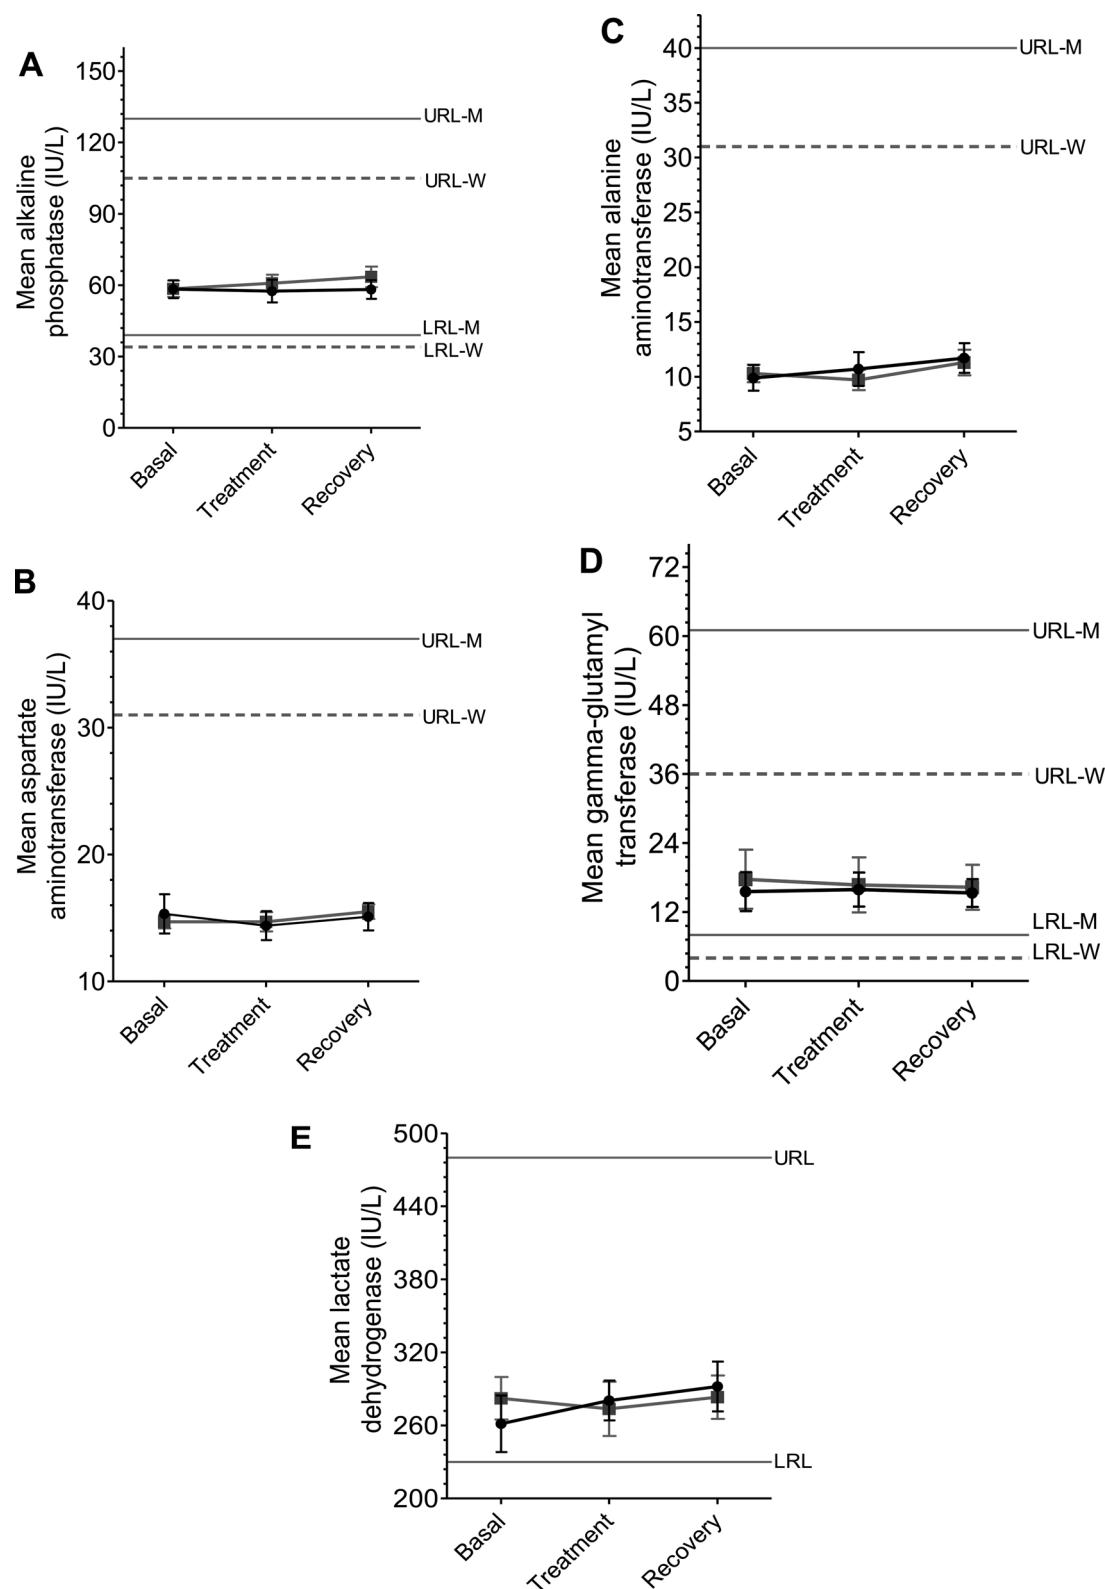 A
Mean alkaline
phosphatase (IU/L)
150
120
90
60
30
0
URL-M
URL-W
LRL-M
LRL-W
Basal
Treatment
Recovery
C
Mean alanine
aminotransferase (IU/L)
40
35
30
25
20
15
10
5
URL-M
URL-W
Basal
Treatment
Recovery
B
Mean aspartate
aminotransferase (IU/L)
40
30
20
10
URL-M
URL-W
Basal
Treatment
Recovery
D
Mean gamma-glutamyl
transferase (IU/L)
72
60
48
36
24
12
0
URL-M
URL-W
LRL-M
LRL-W
Basal
Treatment
Recovery
E
Mean lactate
dehydrogenase (IU/L)
500
440
380
320
260
200
URL
LRL
Basal
Treatment
Recovery